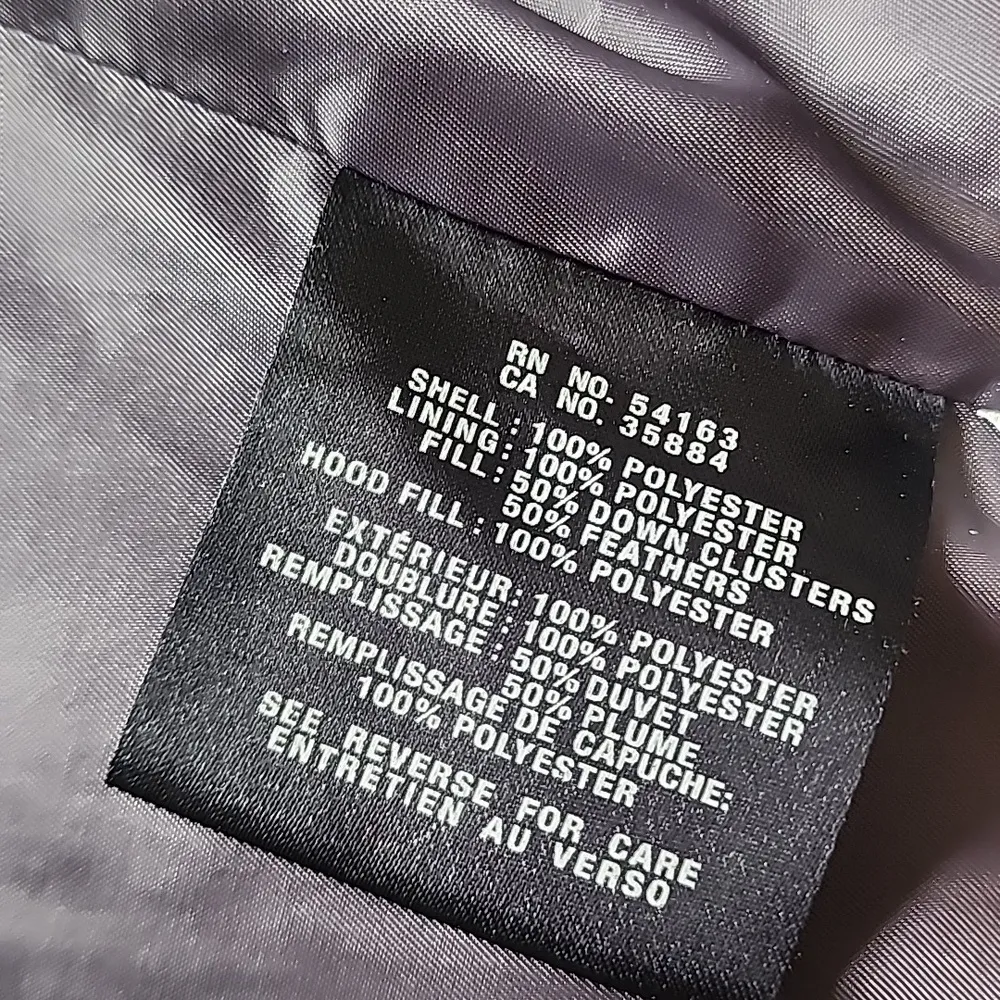 RN NO. 54163
CA NO. 35884
SHELL : 100% POLYESTER
LINING : 100% POLYESTER
FILL : 50% DOWN CLUSTERS
50% FEATHERS
HOOD FILL : 100% POLYESTER
EXTÉRIEUR : 100% POLYESTER
DOUBLURE : 100% POLYESTER
REMPLISSAGE : 50% DUVET
50% PLUME
REMPLISSAGE DE CAPUCHE:
100% POLYESTER
SEE REVERSE FOR CARE
ENTRETIEN AU VERSO